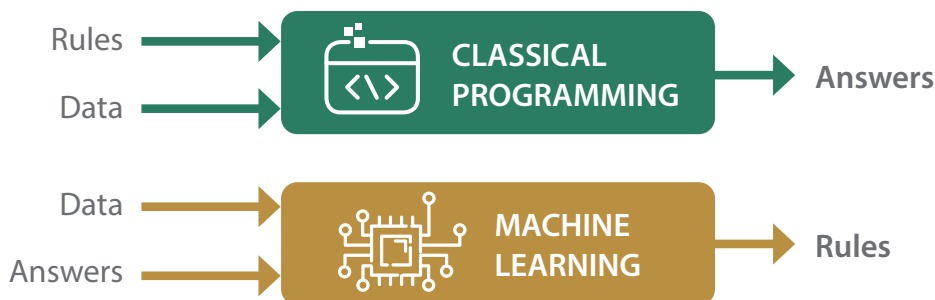 Rules
Data
CLASSICAL
PROGRAMMING
Answers
Data
Answers
MACHINE
LEARNING
Rules